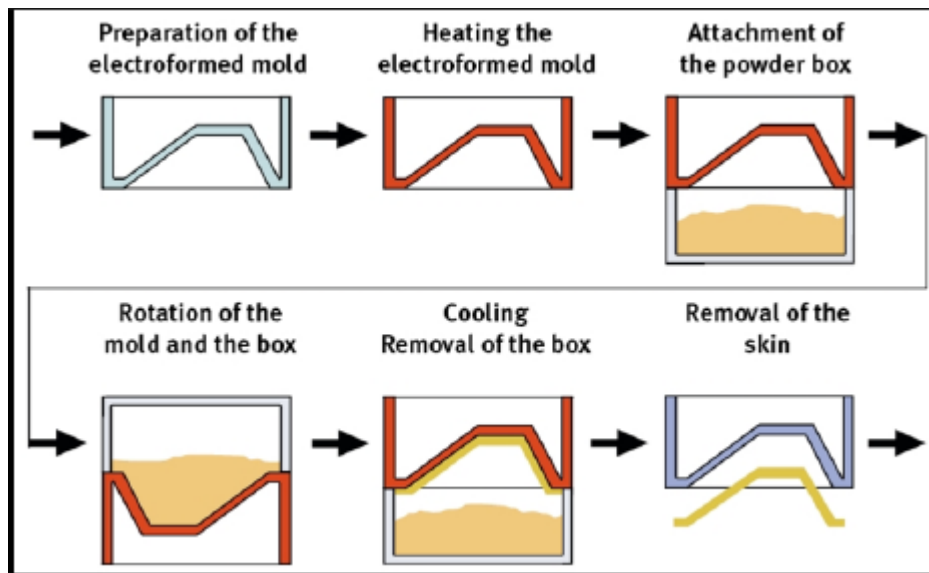 Preparation of the
electroformed mold
Heating the
electroformed mold
Attachment of
the powder box
Rotation of the
mold and the box
Cooling
Removal of the box
Removal of the
skin